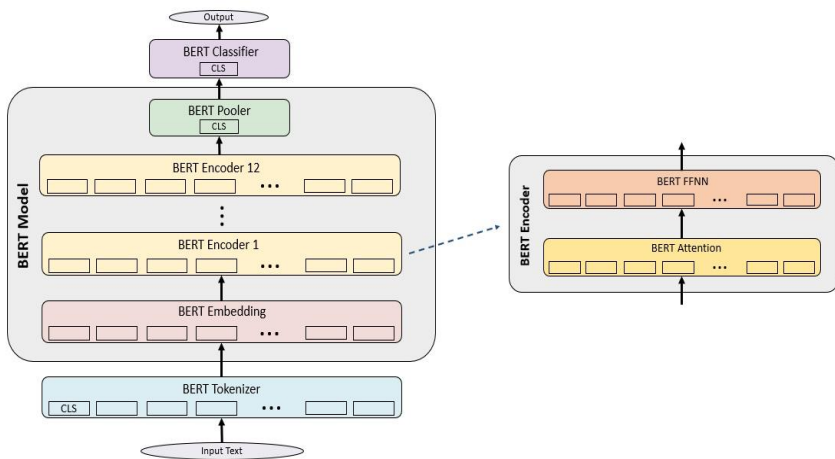 Output
BERT Classifier
CLS
BERT Pooler
CLS
BERT Encoder 12
BERT Model
BERT Encoder 1
BERT Embedding
BERT Tokenizer
CLS
Input Text
BERT Encoder
BERT FFNN
BERT Attention